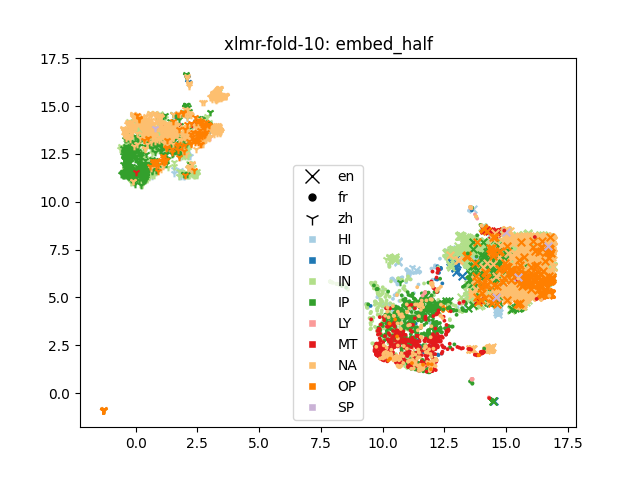 xlmr-fold-10: embed_half
17.5
15.0
12.5
10.0
7.5
5.0
2.5
0.0
en
fr
zh
HI
ID
IN
IP
LY
MT
NA
OP
SP
0.0 2.5 5.0 7.5 10.0 12.5 15.0 17.5